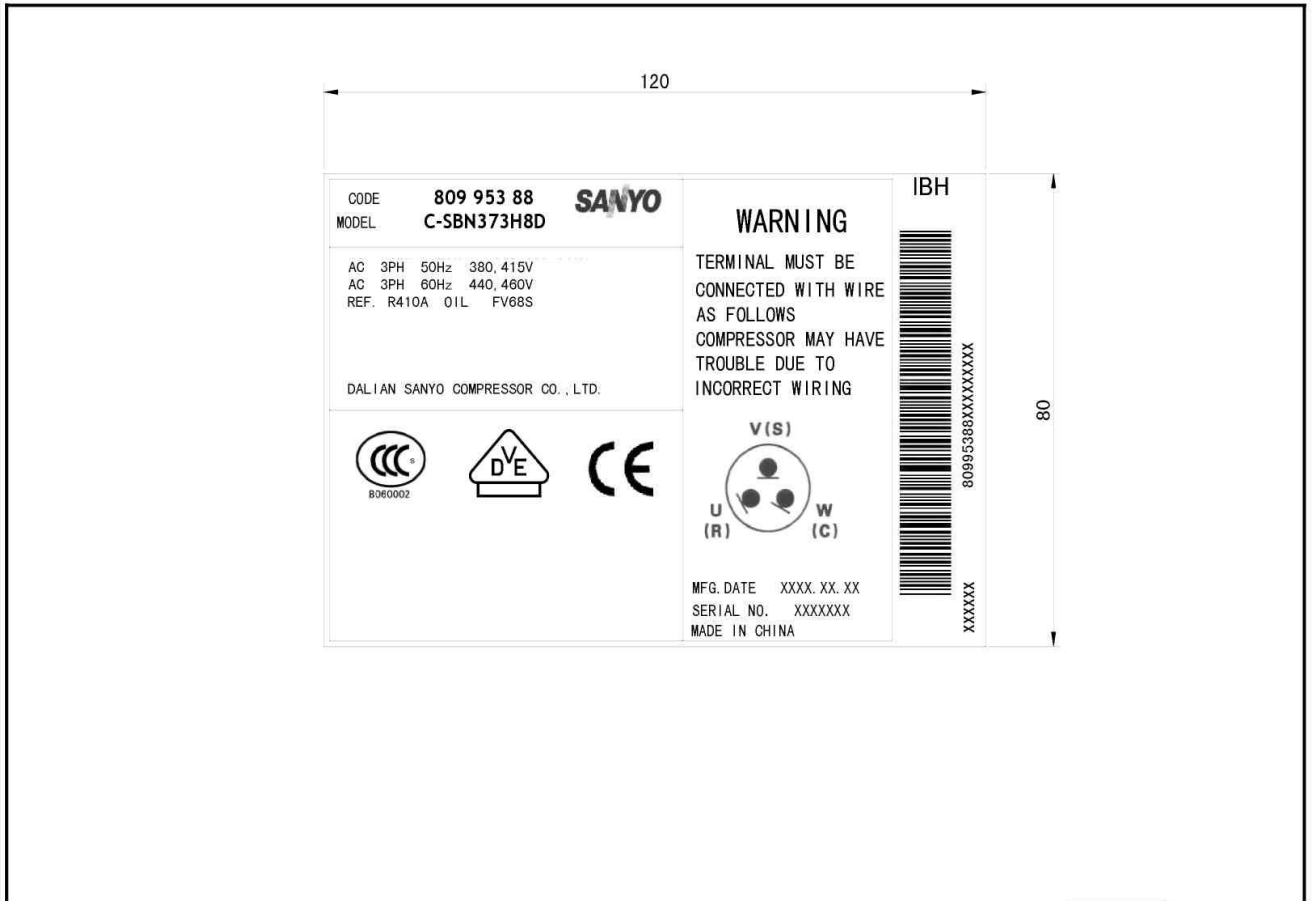 120
CODE 809 953 88 SANYO
MODEL C-SBN373H8D
AC 3PH 50Hz 380,415V
AC 3PH 60Hz 440,460V
REF. R410A OIL FV68S
DALIAN SANYO COMPRESSOR CO.,LTD.
CCC S
B060002
DVE
CE
WARNING
TERMINAL MUST BE
CONNECTED WITH WIRE
AS FOLLOWS
COMPRESSOR MAY HAVE
TROUBLE DUE TO
INCORRECT WIRING
V(S)
U W
(R) (C)
MFG.DATE XXXX.XX.XX
SERIAL NO. XXXXXXX
MADE IN CHINA
IBH
80995388XXXXXXXXXX
XXXXXX
80